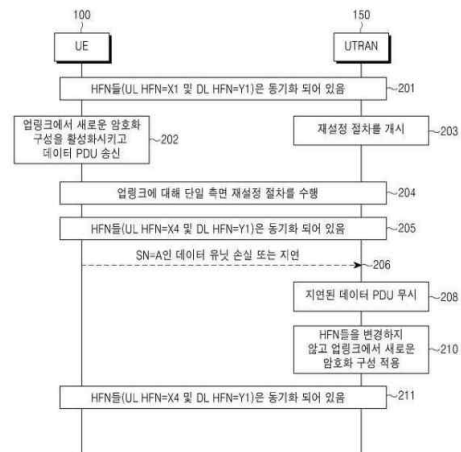 100
150
UE
UTRAN
HFN들(UL HFN=X1 및 DL HFN=Y1)은 동기화 되어 있음
201
업링크에서 새로운 암호화
구성을 활성화시키고
데이터 PDU 송신
202
재설정 절차를 개시
203
업링크에 대해 단일 측면 재설정 절차를 수행
204
HFN들(UL HFN=X4 및 DL HFN=Y1)은 동기화 되어 있음
205
SN=A인 데이터 유닛 손실 또는 지연
206
지연된 데이터 PDU 무시
208
HFN들을 변경하지
않고 업링크에서 새로운
암호화 구성 적용
210
HFN들(UL HFN=X4 및 DL HFN=Y1)은 동기화 되어 있음
211